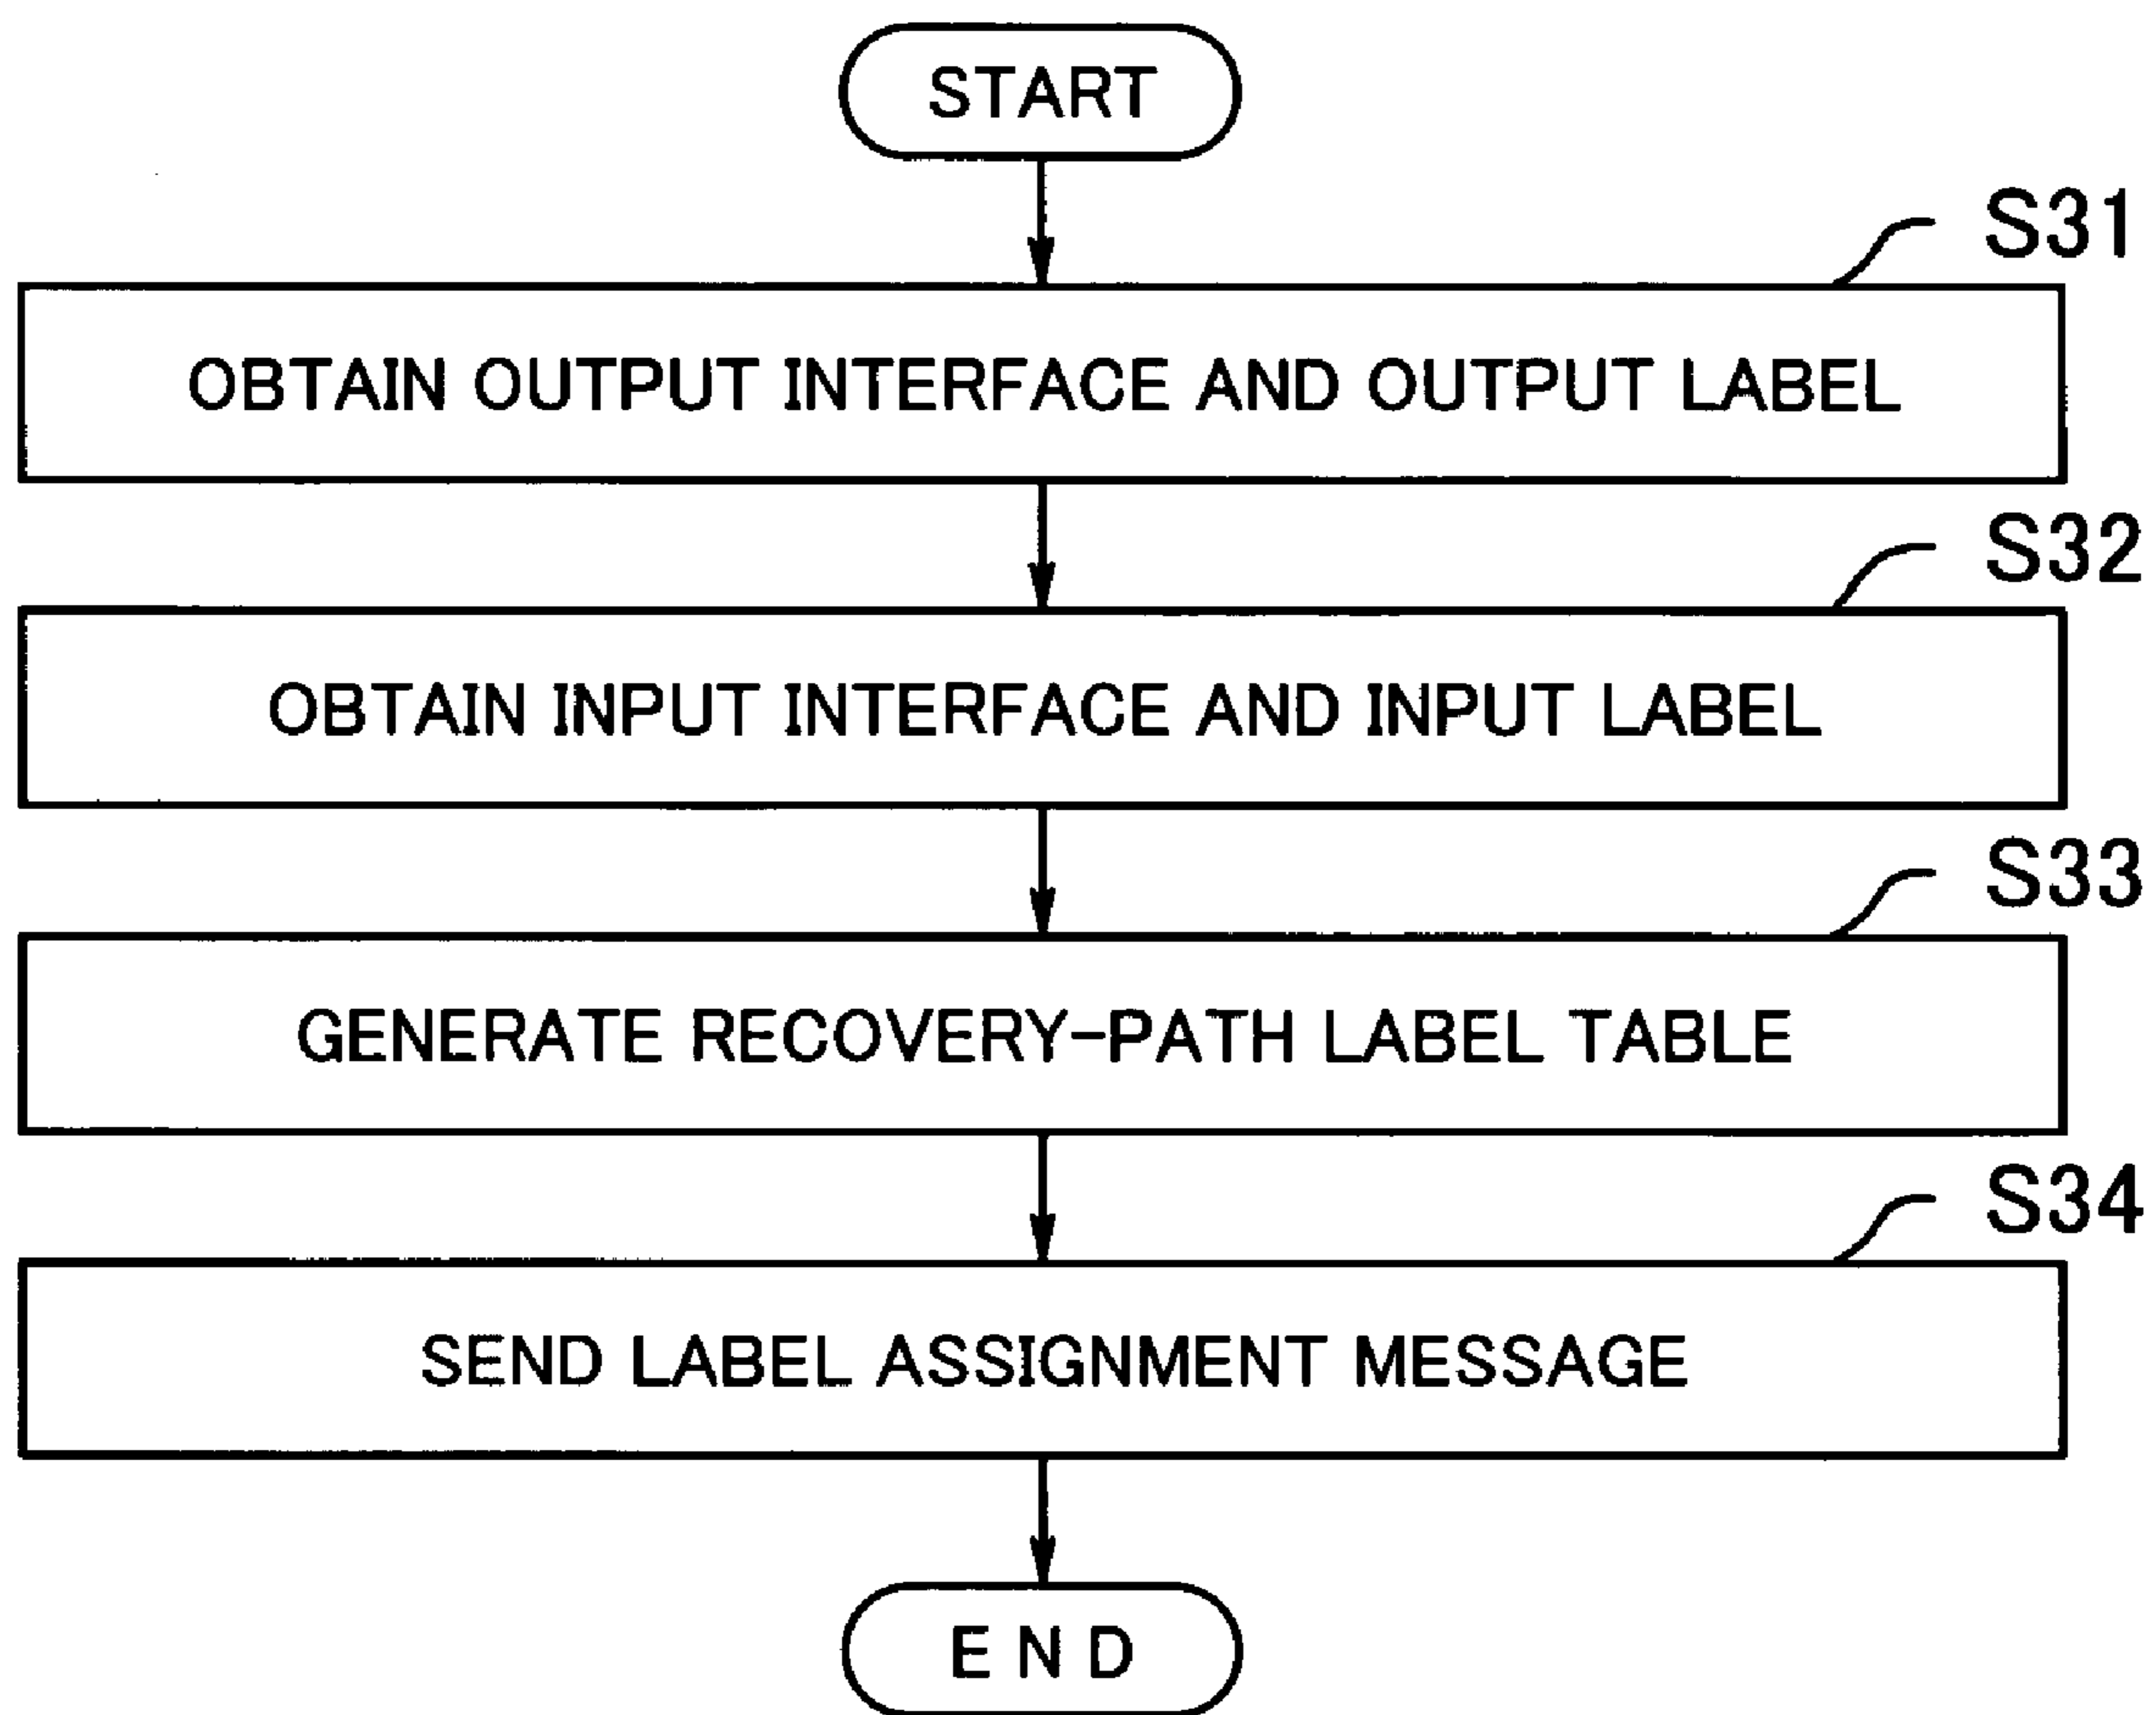 START
S31
OBTAIN OUTPUT INTERFACE AND OUTPUT LABEL
S32
OBTAIN INPUT INTERFACE AND INPUT LABEL
S33
GENERATE RECOVERY-PATH LABEL TABLE
S34
SEND LABEL ASSIGNMENT MESSAGE
END